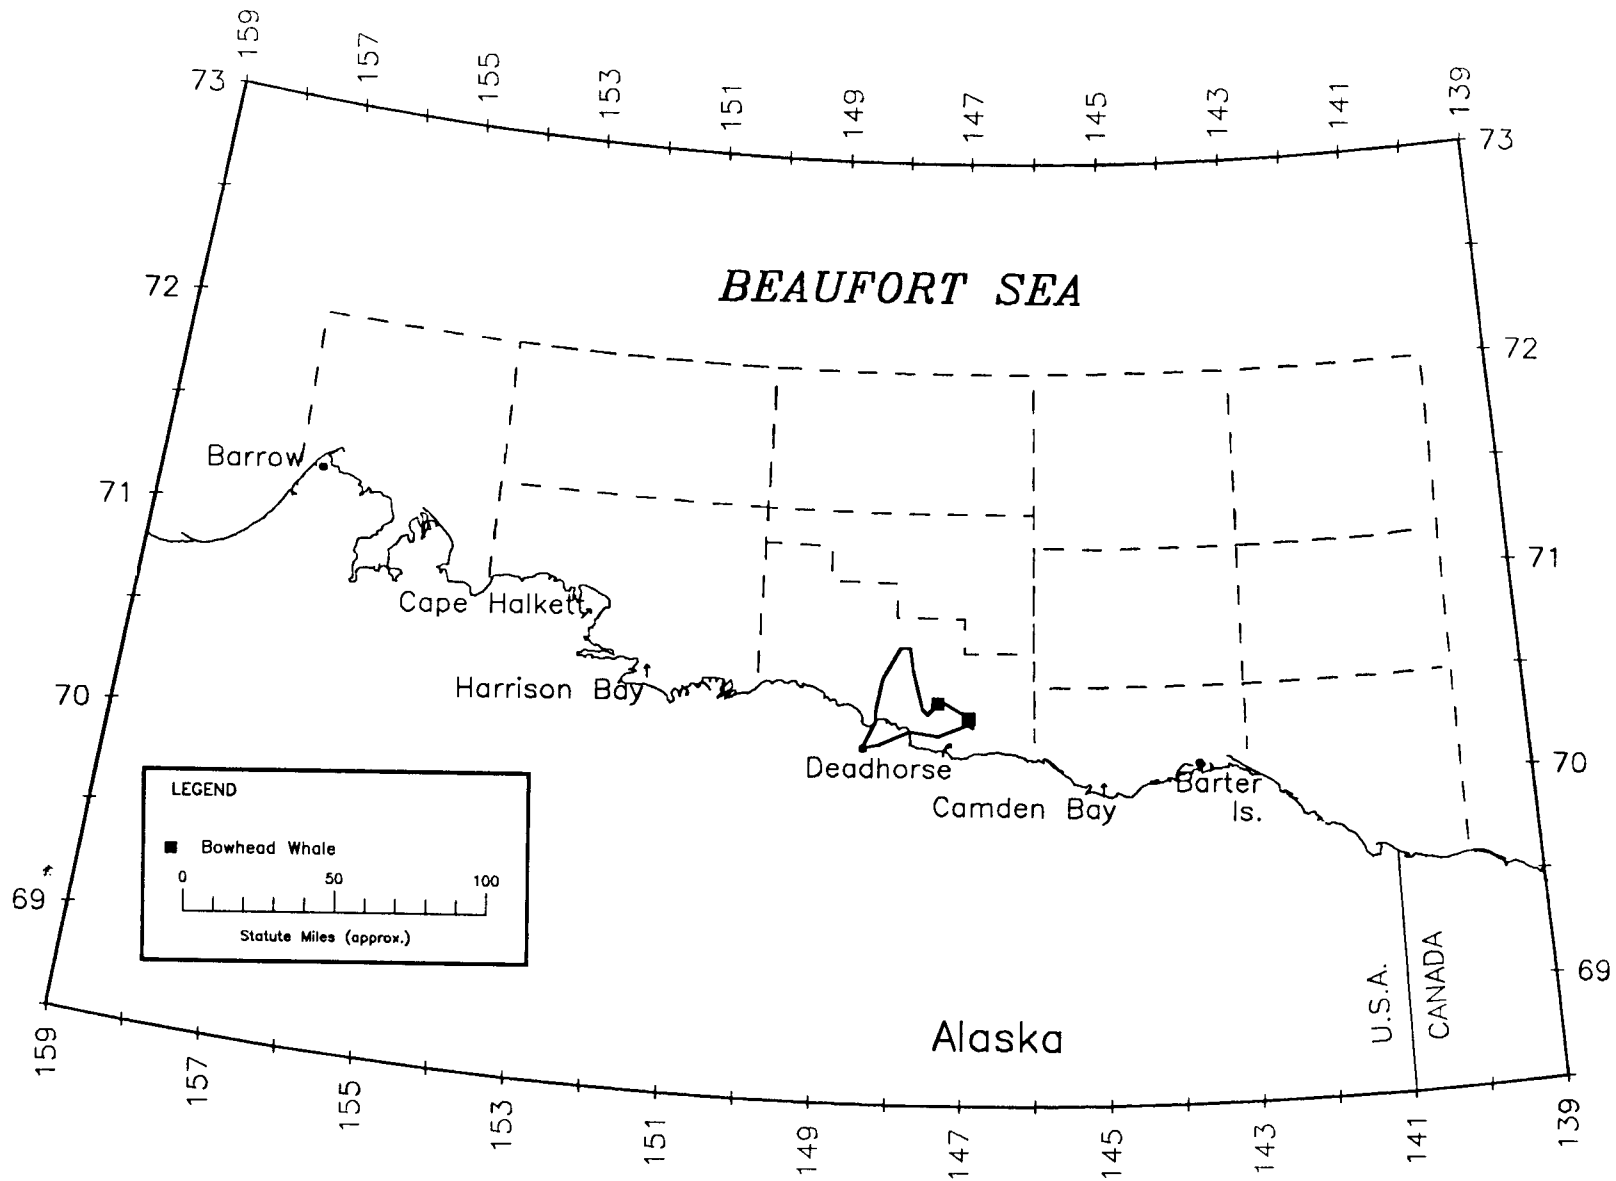 159
157
155
153
151
149
147
145
143
141
139
73
73
BEAUFORT SEA
72
72
Barrow
71
71
Cape Halkett
Harrison Bay
70
70
Deadhorse
Camden Bay
Barter
Is.
LEGEND
Bowhead Whale
0 50 100
Statute Miles (approx.)
69
69
U.S.A.
CANADA
Alaska
159
157
155
153
151
149
147
145
143
141
139